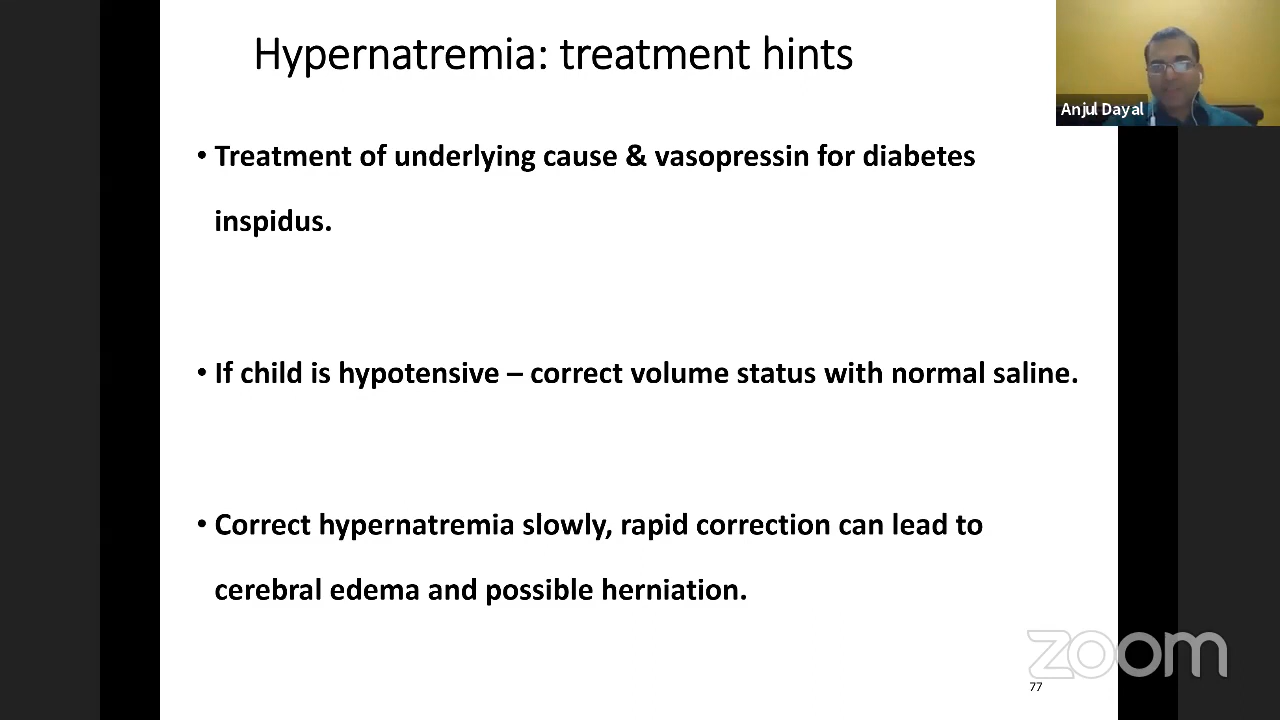 Hypernatremia: treatment hints
Anjul Dayal
• Treatment of underlying cause & vasopressin for diabetes
inspidus.
• If child is hypotensive – correct volume status with normal saline.
• Correct hypernatremia slowly, rapid correction can lead to
cerebral edema and possible herniation.
zoom
77